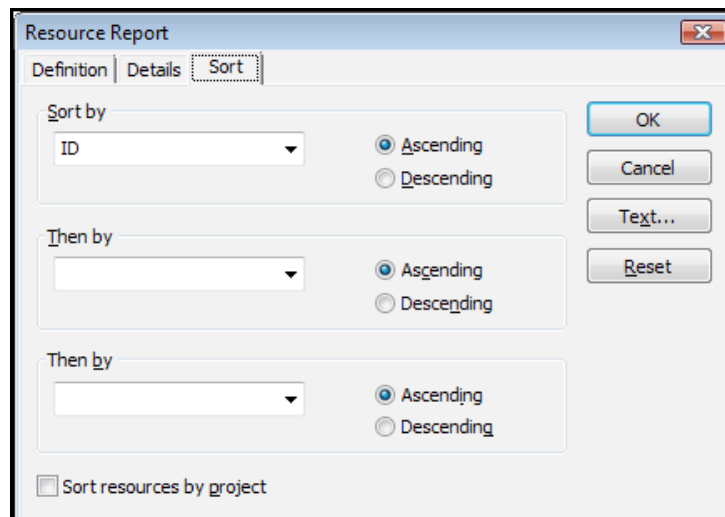 Resource Report
Definition Details Sort
Sort by
ID
Ascending
Descending
OK
Cancel
Text...
Reset
Then by
Ascending
Descending
Then by
Ascending
Descending
Sort resources by project